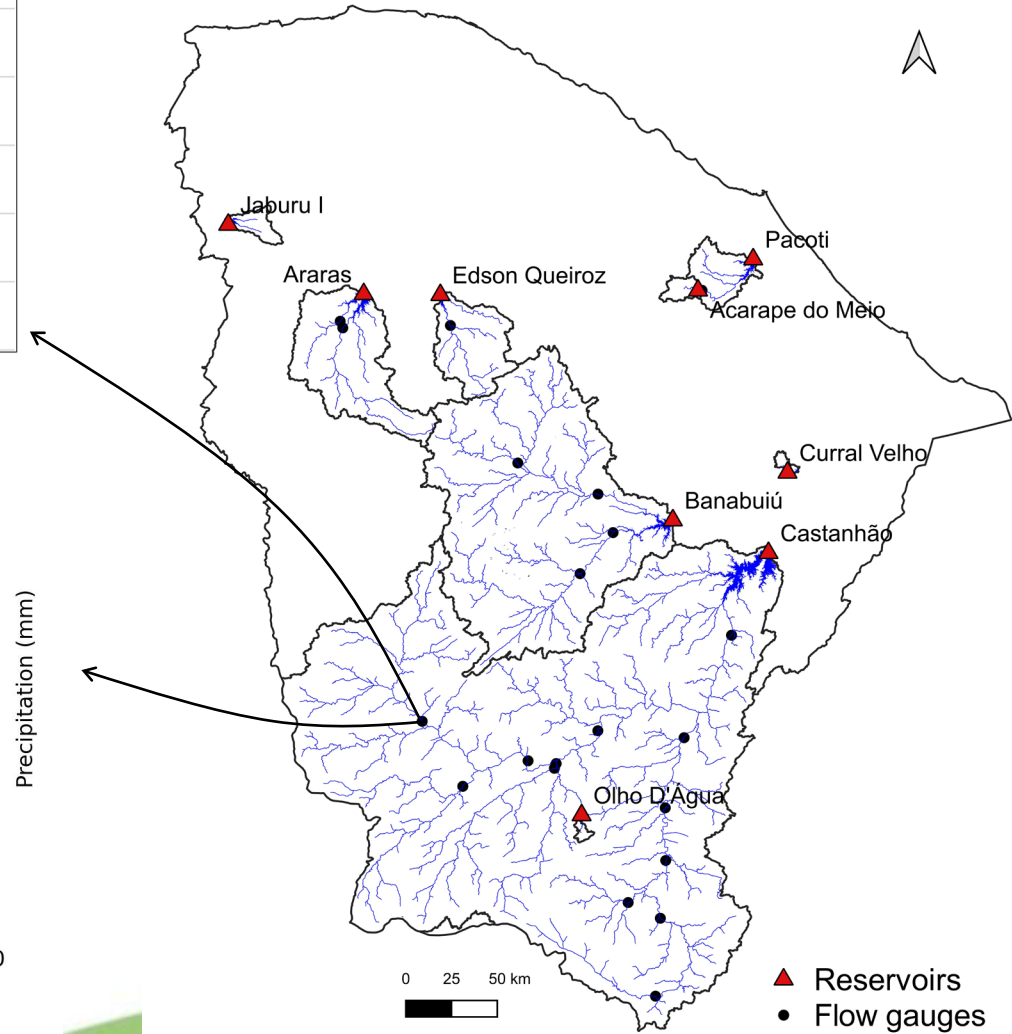 Jaburu I
Pacoti
Araras
Edson Queiroz
Acarape do Meio
Curral Velho
Banabuiú
Castanhão
Precipitation (mm)
Olho D'Água
0
0 25 50 km
Reservoirs
Flow gauges